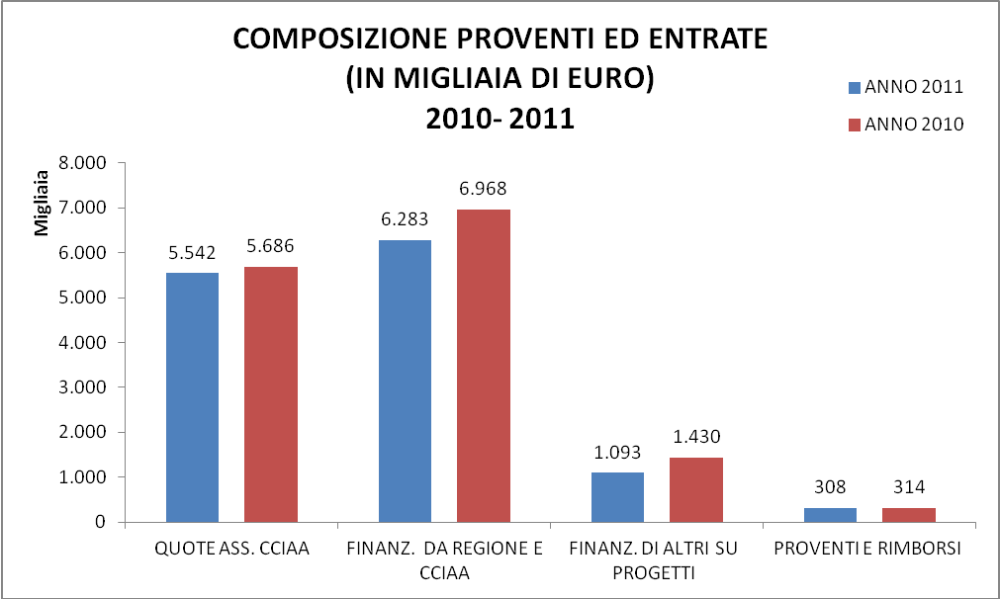 COMPOSIZIONE PROVENTI ED ENTRATE
(IN MIGLIAIA DI EURO)
2010- 2011
ANNO 2011
ANNO 2010
Migliaia
8.000
7.000
6.000
5.000
4.000
3.000
2.000
1.000
0
5.542
5.686
6.283
6.968
1.093
1.430
308
314
QUOTE ASS. CCIAA
FINANZ. DA REGIONE E
CCIAA
FINANZ. DI ALTRI SU
PROGETTI
PROVENTI E RIMBORSI